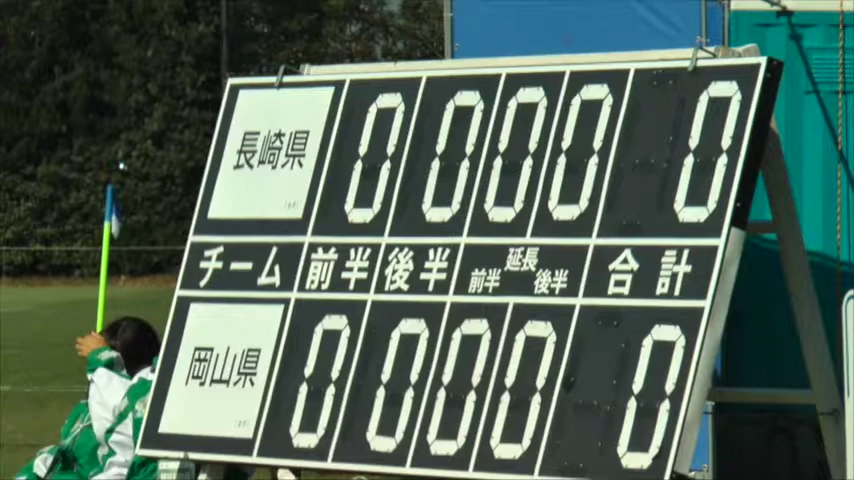 長崎県 0 0 0 0 0
チーム 前半 後半 延長 前半 後半 合計
岡山県 0 0 0 0 0